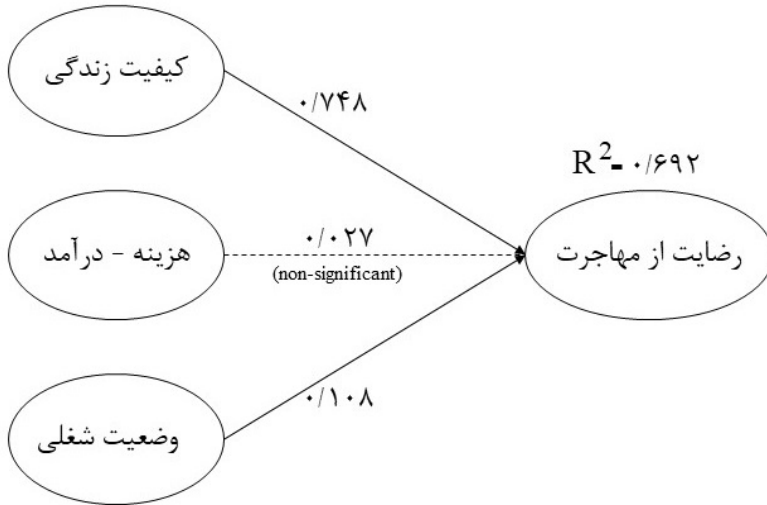 کیفیت زندگی
۰/۷۴۸
R²- ۰/۶۹۲
هزینه - درآمد
۰/۰۲۷
(non-significant)
رضایت از مهاجرت
۰/۱۰۸
وضعیت شغلی